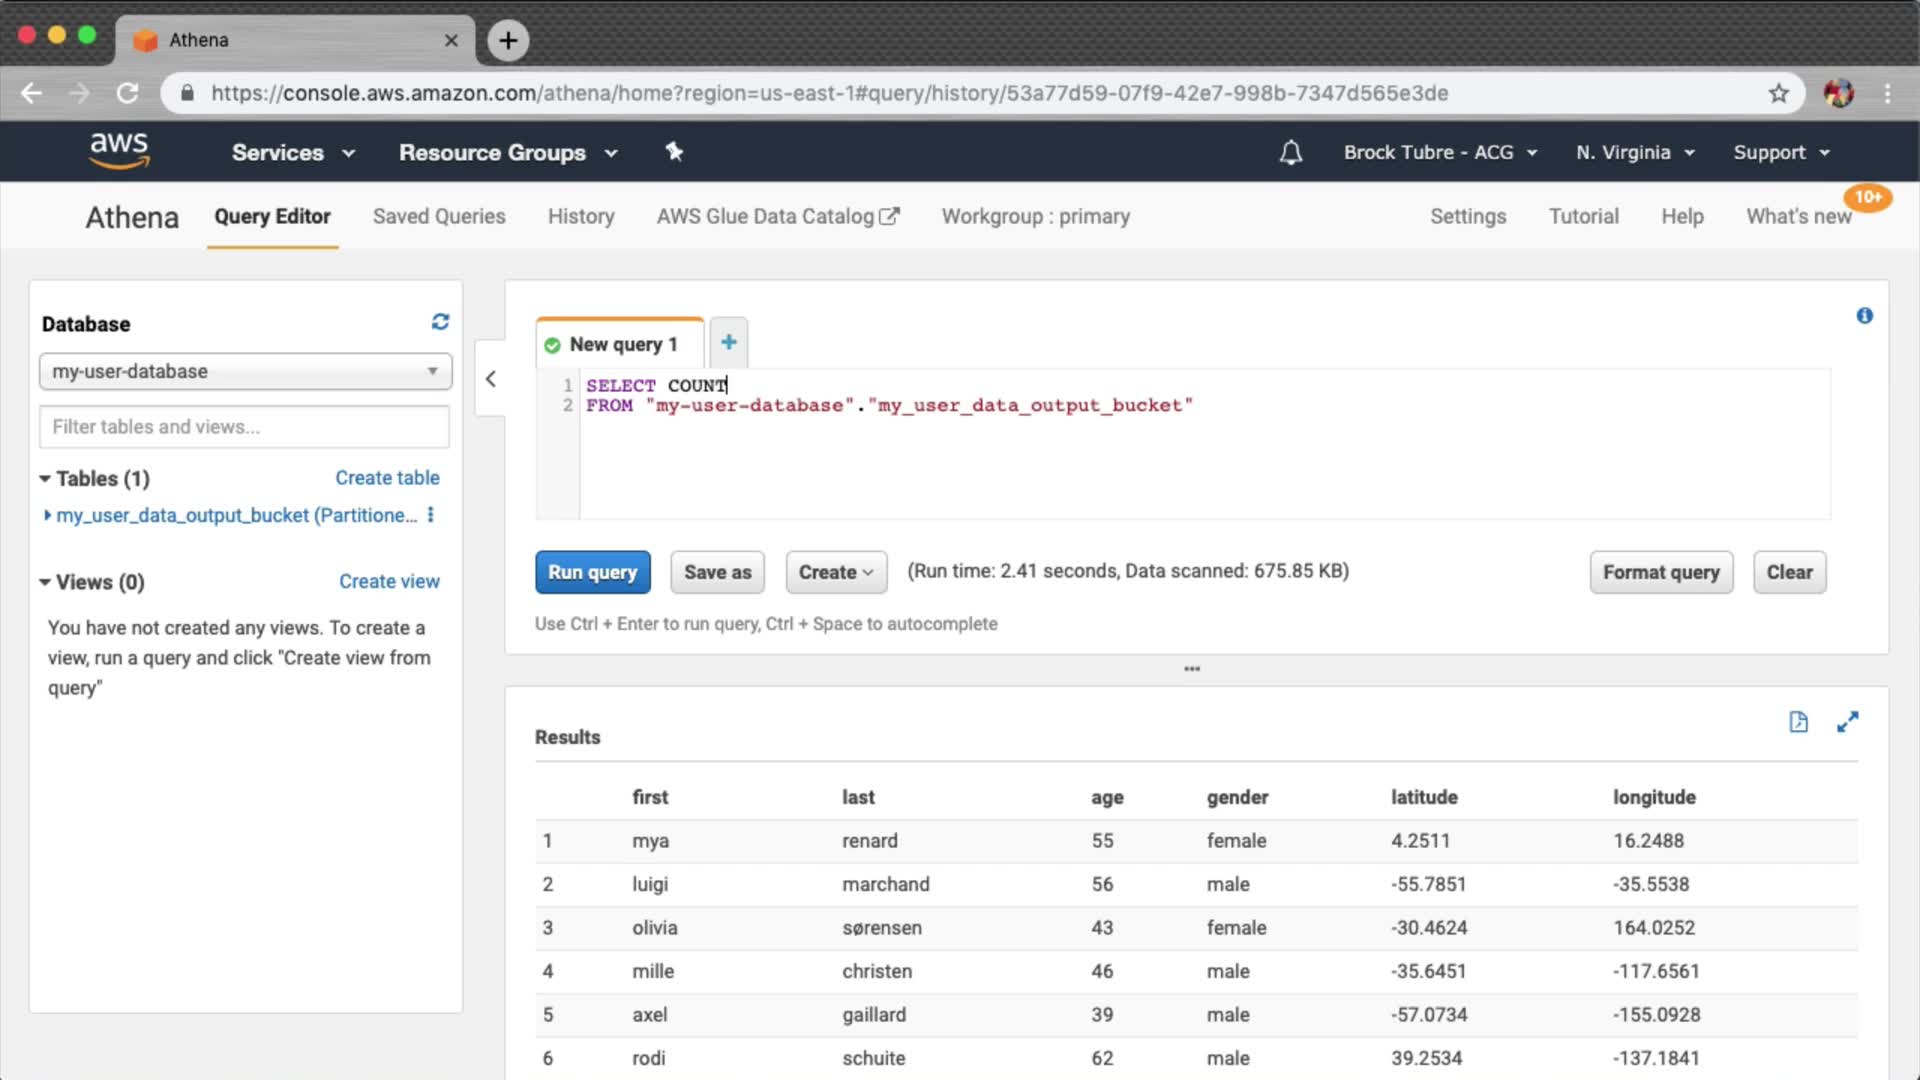 Athena
https://console.aws.amazon.com/athena/home?region=us-east-1#query/history/53a77d59-07f9-42e7-998b-7347d565e3de
aws Services Resource Groups Brock Tubre - ACG N. Virginia Support
Athena Query Editor Saved Queries History AWS Glue Data Catalog Workgroup : primary Settings Tutorial Help What's new 10+
Database
my-user-database
Filter tables and views...
Tables (1) Create table
my_user_data_output_bucket (Partitione...
Views (0) Create view
You have not created any views. To create a
view, run a query and click "Create view from
query"
New query 1
1 SELECT COUNT
2 FROM "my-user-database"."my_user_data_output_bucket"
Run query Save as Create (Run time: 2.41 seconds, Data scanned: 675.85 KB) Format query Clear
Use Ctrl + Enter to run query, Ctrl + Space to autocomplete
Results
first last age gender latitude longitude
1 mya renard 55 female 4.2511 16.2488
2 luigi marchand 56 male -55.7851 -35.5538
3 olivia sørensen 43 female -30.4624 164.0252
4 mille christen 46 male -35.6451 -117.6561
5 axel gaillard 39 male -57.0734 -155.0928
6 rodi schuite 62 male 39.2534 -137.1841